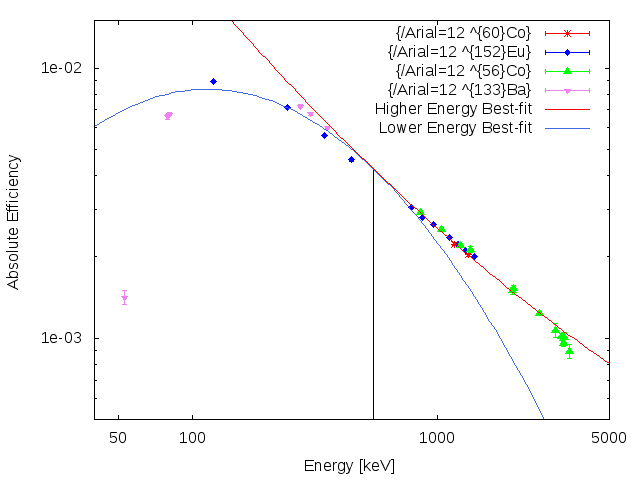 {/Arial=12 ^{60}Co}
{/Arial=12 ^{152}Eu}
{/Arial=12 ^{56}Co}
{/Arial=12 ^{133}Ba}
Higher Energy Best-fit
Lower Energy Best-fit
1e-02
1e-03
Absolute Efficiency
50 100 1000 5000
Energy [keV]